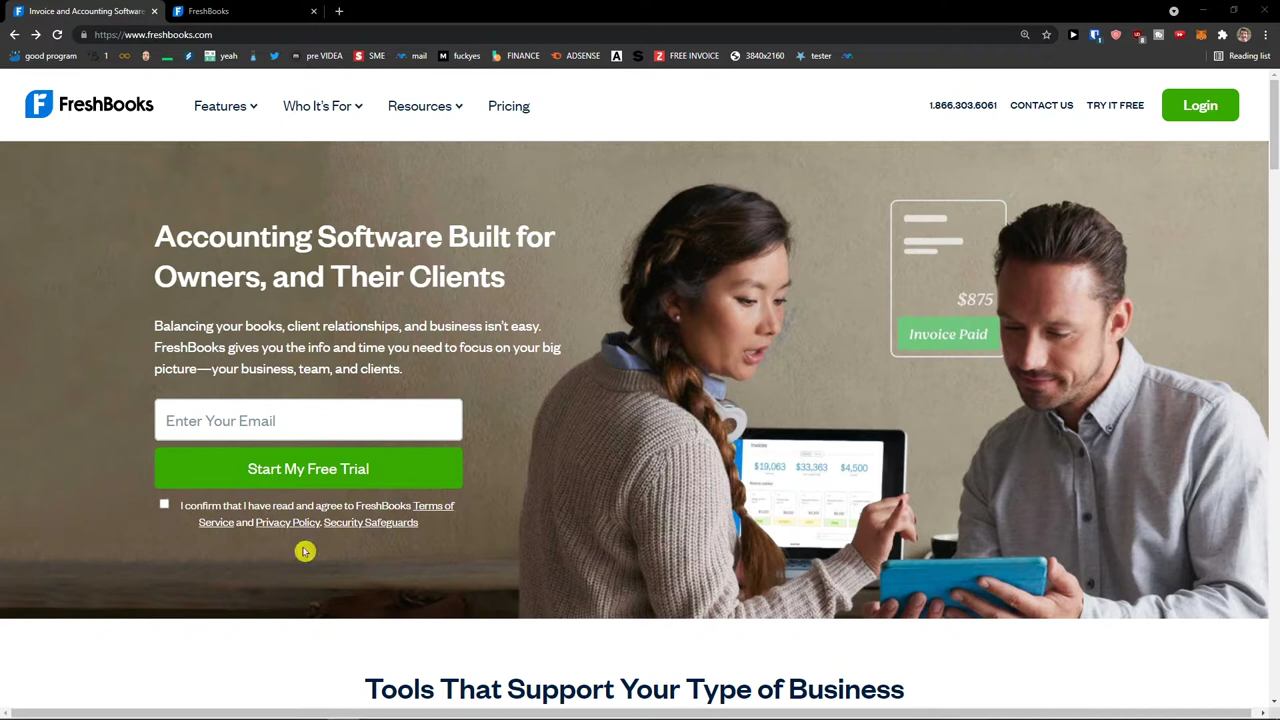 Invoice and Accounting Software
FreshBooks
https://www.freshbooks.com
good program
1
yeah
pre VIDEA
SME
mail
fuckyes
FINANCE
ADSENSE
FREE INVOICE
3840x2160
tester
Reading list
FreshBooks
Features
Who It's For
Resources
Pricing
1.866.303.6061
CONTACT US
TRY IT FREE
Login
Accounting Software Built for
Owners, and Their Clients
Balancing your books, client relationships, and business isn't easy.
FreshBooks gives you the info and time you need to focus on your big
picture—your business, team, and clients.
Enter Your Email
Start My Free Trial
I confirm that I have read and agree to FreshBooks Terms of
Service and Privacy Policy. Security Safeguards
$875
Invoice Paid
$19,063 $33,363 $4,500
Tools That Support Your Type of Business